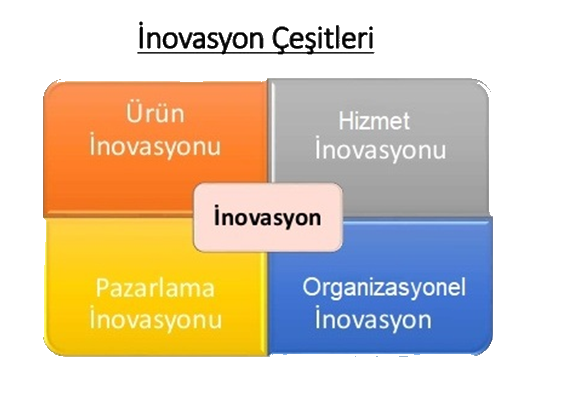 İnovasyon Çeşitleri
Ürün
İnovasyonu
Hizmet
İnovasyonu
İnovasyon
Pazarlama
İnovasyonu
Organizasyonel
İnovasyon